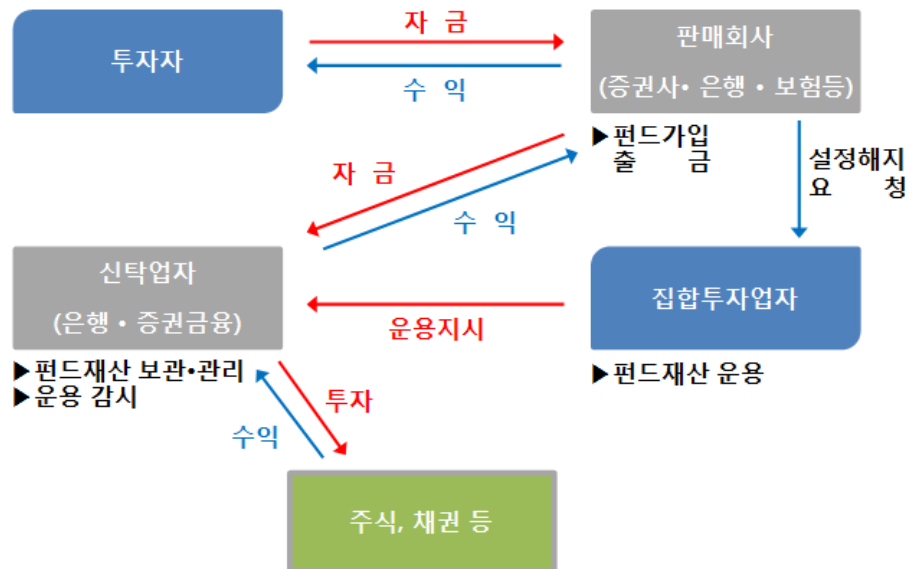 투자자
자 금
수 익
판매회사
(증권사• 은행 • 보험등)
▶펀드가입
출 금
설정해지
요 청
자 금
수 익
신탁업자
(은행 • 증권금융)
▶펀드재산 보관•관리
▶운용 감시
운용지시
집합투자업자
▶펀드재산 운용
투자
수익
주식, 채권 등